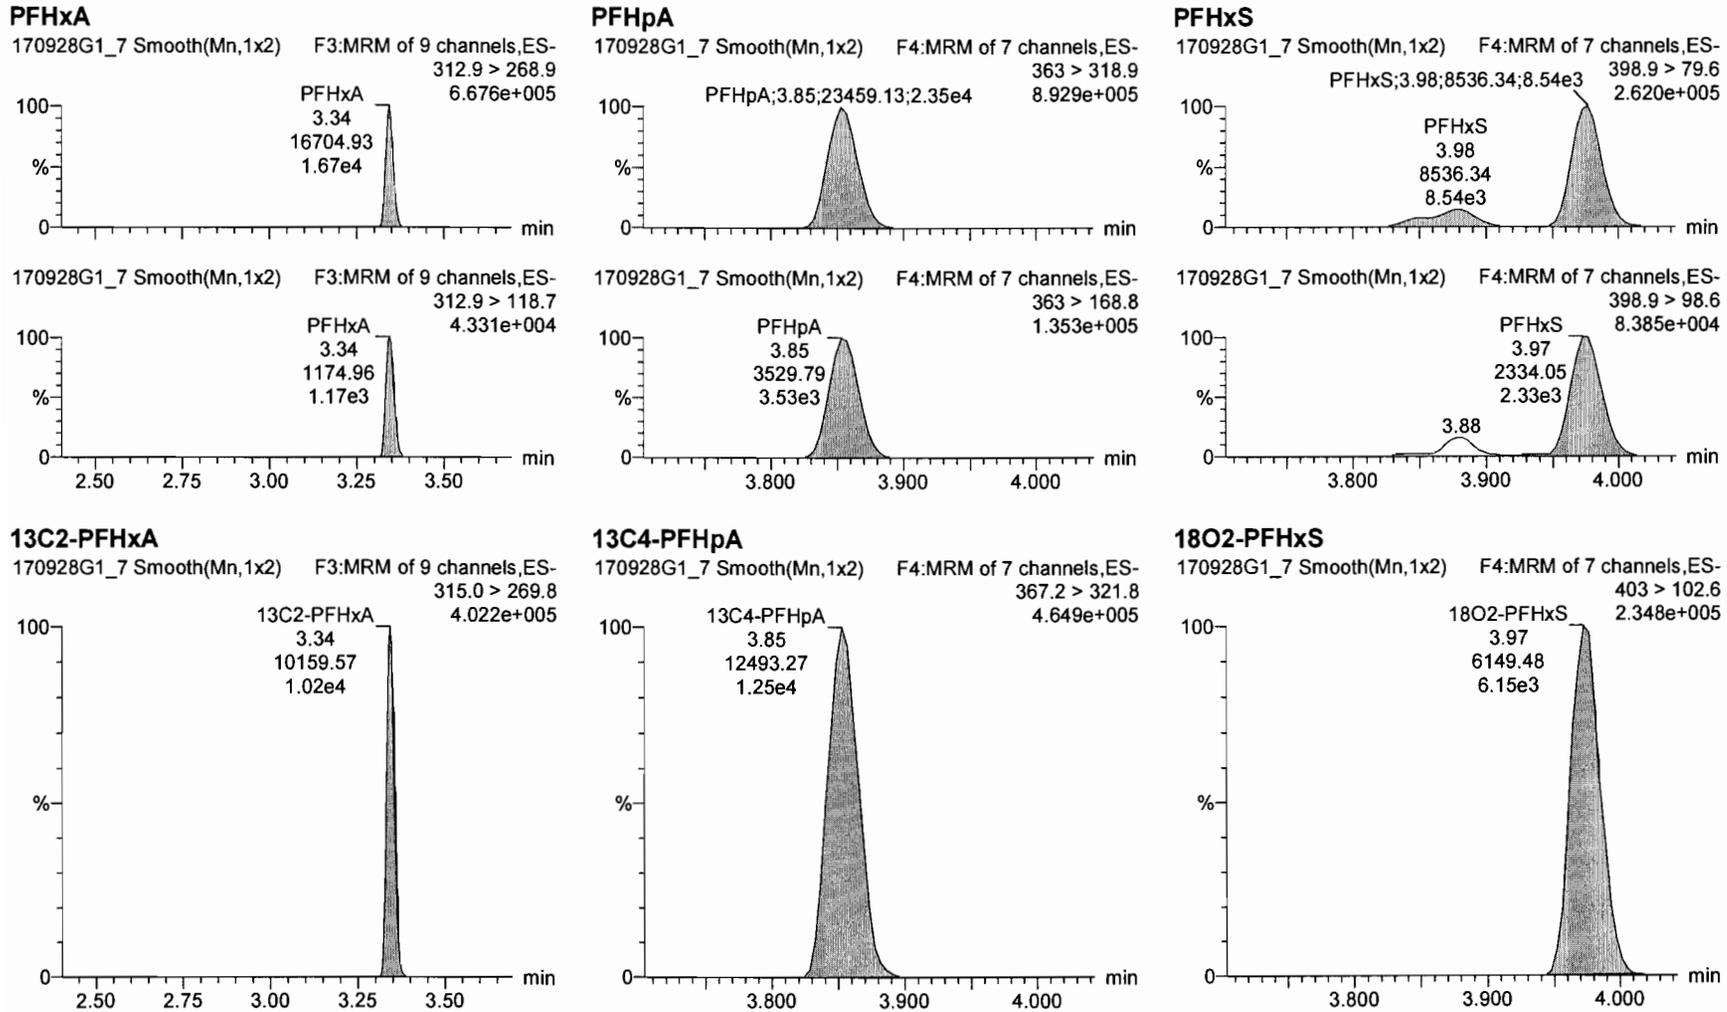 PFHxA
170928G1_7 Smooth(Mn,1x2) F3:MRM of 9 channels,ES-
312.9 > 268.9
6.676e+005
PFHxA
3.34
16704.93
1.67e4
100
%
0
min
170928G1_7 Smooth(Mn,1x2) F3:MRM of 9 channels,ES-
312.9 > 118.7
4.331e+004
PFHxA
3.34
1174.96
1.17e3
100
%
0
min
2.50 2.75 3.00 3.25 3.50
PFHpA
170928G1_7 Smooth(Mn,1x2) F4:MRM of 7 channels,ES-
363 > 318.9
8.929e+005
PFHpA;3.85;23459.13;2.35e4
100
%
0
min
170928G1_7 Smooth(Mn,1x2) F4:MRM of 7 channels,ES-
363 > 168.8
1.353e+005
PFHpA
3.85
3529.79
3.53e3
100
%
0
min
3.800 3.900 4.000
PFHxS
170928G1_7 Smooth(Mn,1x2) F4:MRM of 7 channels,ES-
398.9 > 79.6
2.620e+005
PFHxS;3.98;8536.34;8.54e3
PFHxS
3.98
8536.34
8.54e3
100
%
0
min
170928G1_7 Smooth(Mn,1x2) F4:MRM of 7 channels,ES-
398.9 > 98.6
8.385e+004
PFHxS
3.97
2334.05
2.33e3
3.88
100
%
0
min
3.800 3.900 4.000
13C2-PFHxA
170928G1_7 Smooth(Mn,1x2) F3:MRM of 9 channels,ES-
315.0 > 269.8
4.022e+005
13C2-PFHxA
3.34
10159.57
1.02e4
100
%
0
min
2.50 2.75 3.00 3.25 3.50
13C4-PFHpA
170928G1_7 Smooth(Mn,1x2) F4:MRM of 7 channels,ES-
367.2 > 321.8
4.649e+005
13C4-PFHpA
3.85
12493.27
1.25e4
100
%
0
min
3.800 3.900 4.000
18O2-PFHxS
170928G1_7 Smooth(Mn,1x2) F4:MRM of 7 channels,ES-
403 > 102.6
2.348e+005
18O2-PFHxS
3.97
6149.48
6.15e3
100
%
0
min
3.800 3.900 4.000